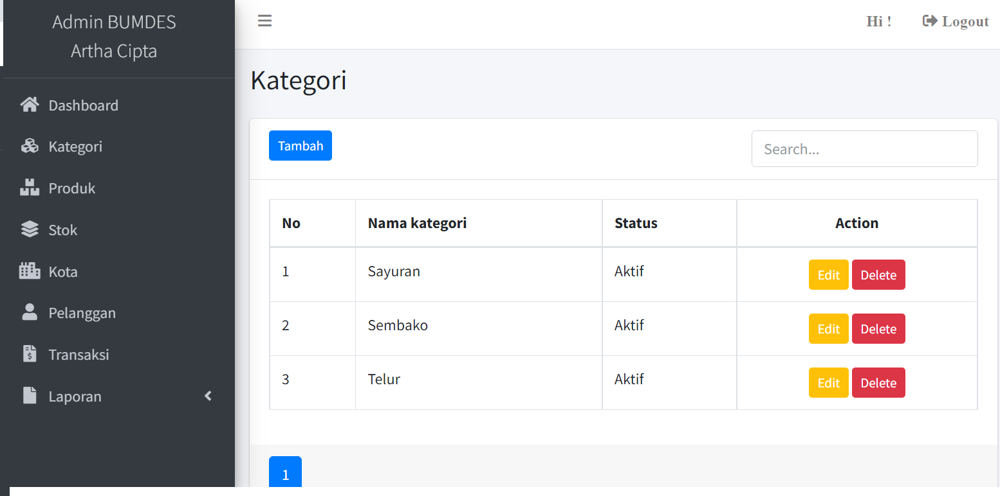 Admin BUMDES
Artha Cipta
Dashboard
Kategori
Produk
Stok
Kota
Pelanggan
Transaksi
Laporan
Hi ! Logout
Kategori
Tambah Search...
No Nama kategori Status Action
1 Sayuran Aktif Edit Delete
2 Sembako Aktif Edit Delete
3 Telur Aktif Edit Delete
1